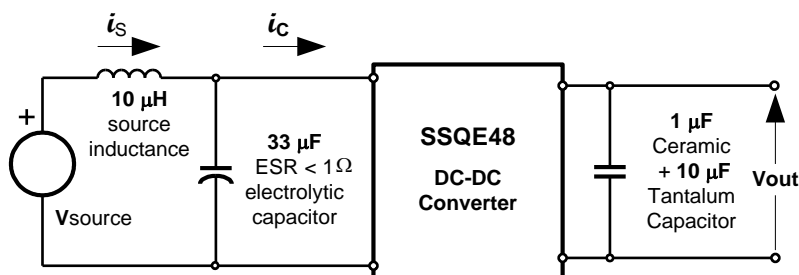 iS
iC
+
10 μH
source
inductance
Vsource
33 μF
ESR < 1Ω
electrolytic
capacitor
SSQE48
DC-DC
Converter
1 μF
Ceramic
+ 10 μF
Tantalum
Capacitor
Vout